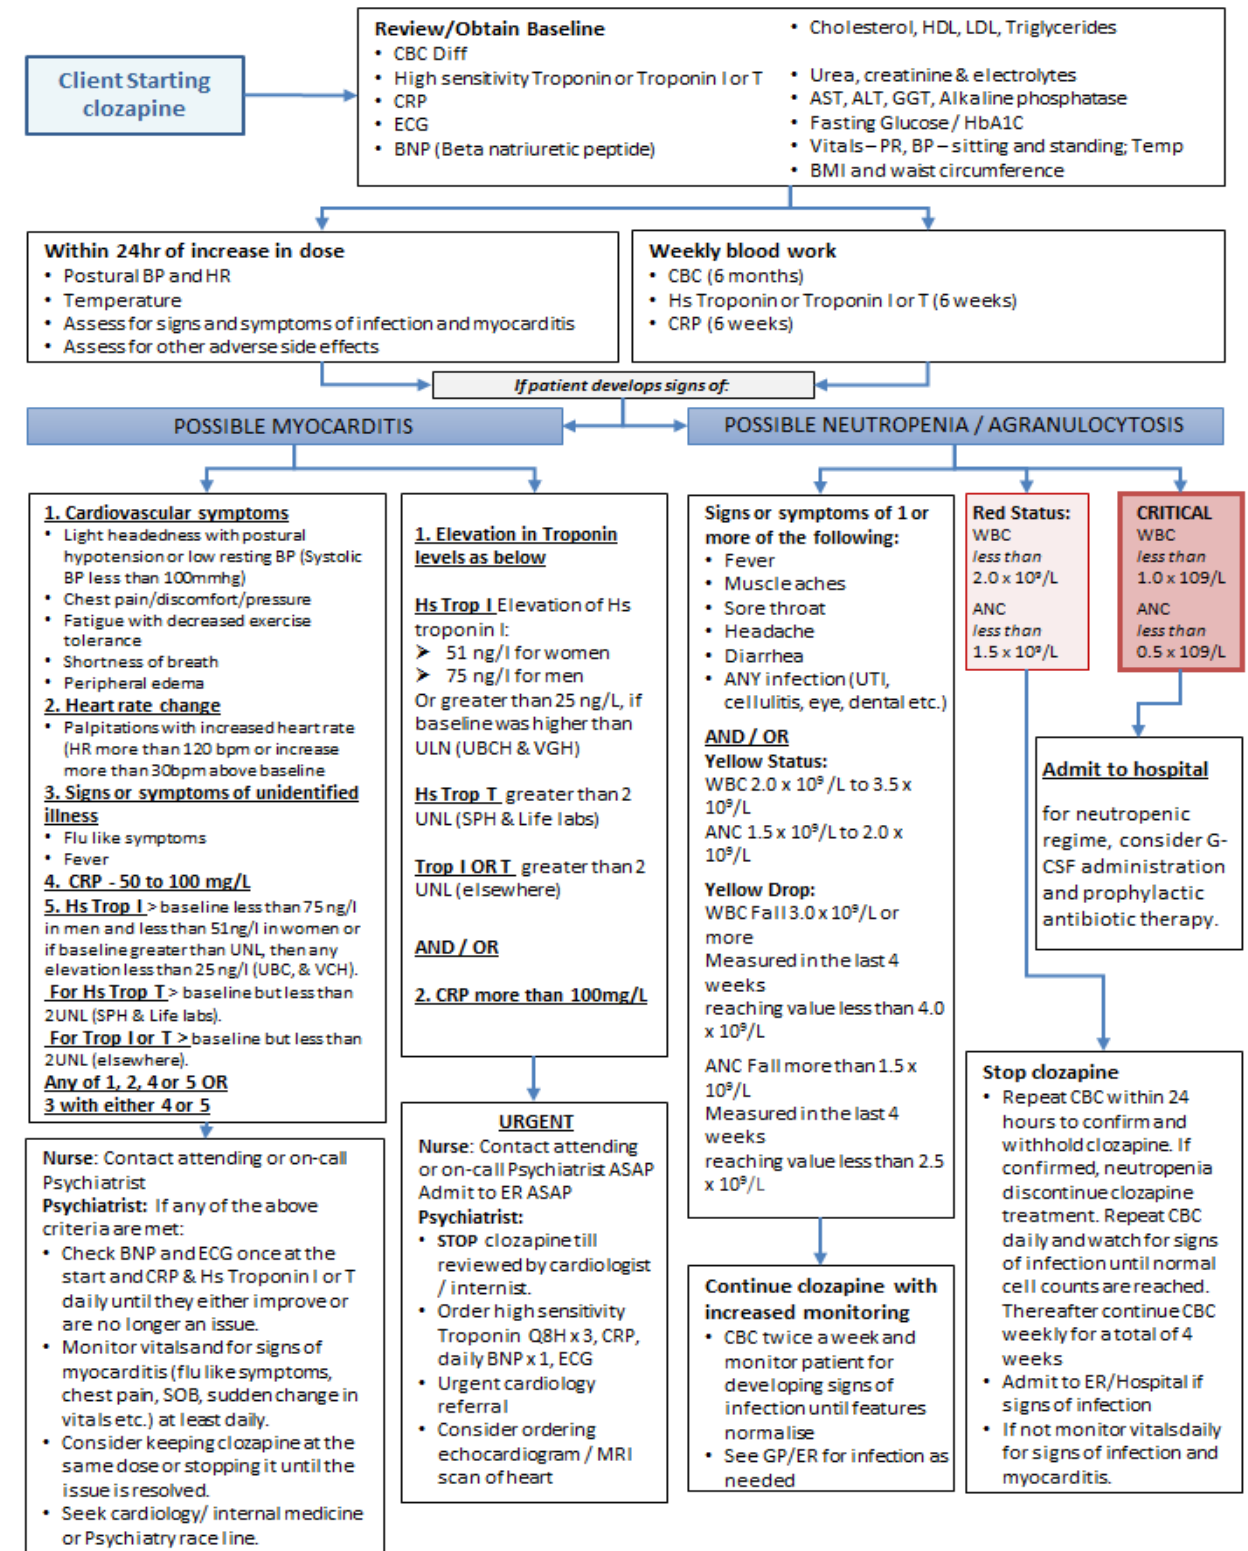 Client Starting
clozapine
Review/Obtain Baseline
• CBC Diff
• High sensitivity Troponin or Troponin I or T
• CRP
• ECG
• BNP (Beta natriuretic peptide)
• Cholesterol, HDL, LDL, Triglycerides
• Urea, creatinine & electrolytes
• AST, ALT, GGT, Alkaline phosphatase
• Fasting Glucose / HbA1C
• Vitals – PR, BP – sitting and standing; Temp
• BMI and waist circumference
Within 24hr of increase in dose
• Postural BP and HR
• Temperature
• Assess for signs and symptoms of infection and myocarditis
• Assess for other adverse side effects
Weekly blood work
• CBC (6 months)
• Hs Troponin or Troponin I or T (6 weeks)
• CRP (6 weeks)
If patient develops signs of:
POSSIBLE MYOCARDITIS
POSSIBLE NEUTROPENIA / AGRANULOCYTOSIS
1. Cardiovascular symptoms
• Light headedness with postural
hypotension or low resting BP (Systolic
BP less than 100mmhg)
• Chest pain/discomfort/pressure
• Fatigue with decreased exercise
tolerance
• Shortness of breath
• Peripheral edema
2. Heart rate change
• Palpitations with increased heart rate
(HR more than 120 bpm or increase
more than 30bpm above baseline
3. Signs or symptoms of unidentified
illness
• Flu like symptoms
• Fever
4. CRP - 50 to 100 mg/L
5. Hs Trop I > baseline less than 75 ng/l
in men and less than 51ng/l in women or
if baseline greater than UNL, then any
elevation less than 25 ng/l (UBC, & VCH).
For Hs Trop T > baseline but less than
2UNL (SPH & Life labs).
For Trop I or T > baseline but less than
2UNL (elsewhere).
Any of 1, 2, 4 or 5 OR
3 with either 4 or 5
Nurse: Contact attending or on-call
Psychiatrist
Psychiatrist: If any of the above
criteria are met:
• Check BNP and ECG once at the
start and CRP & Hs Troponin I or T
daily until they either improve or
are no longer an issue.
• Monitor vitals and for signs of
myocarditis (flu like symptoms,
chest pain, SOB, sudden change in
vitals etc.) at least daily.
• Consider keeping clozapine at the
same dose or stopping it until the
issue is resolved.
• Seek cardiology/ internal medicine
or Psychiatry race line.
1. Elevation in Troponin
levels as below
Hs Trop I Elevation of Hs
troponin I:
➢ 51 ng/l for women
➢ 75 ng/l for men
Or greater than 25 ng/L, if
baseline was higher than
ULN (UBCH & VGH)
Hs Trop T greater than 2
UNL (SPH & Life labs)
Trop I OR T greater than 2
UNL (elsewhere)
AND / OR
2. CRP more than 100mg/L
URGENT
Nurse: Contact attending
or on-call Psychiatrist ASAP
Admit to ER ASAP
Psychiatrist:
• STOP clozapine till
reviewed by cardiologist
/ internist.
• Order high sensitivity
Troponin Q8H x 3, CRP,
daily BNP x 1, ECG
• Urgent cardiology
referral
• Consider ordering
echocardiogram / MRI
scan of heart
Signs or symptoms of 1 or
more of the following:
• Fever
• Muscle aches
• Sore throat
• Headache
• Diarrhea
• ANY infection (UTI,
cellulitis, eye, dental etc.)
AND / OR
Yellow Status:
WBC 2.0 x 10⁹ /L to 3.5 x
10⁹/L
ANC 1.5 x 10⁹/L to 2.0 x
10⁹/L
Yellow Drop:
WBC Fall 3.0 x 10⁹/L or
more
Measured in the last 4
weeks
reaching value less than 4.0
x 10⁹/L
ANC Fall more than 1.5 x
10⁹/L
Measured in the last 4
weeks
reaching value less than 2.5
x 10⁹/L
Continue clozapine with
increased monitoring
• CBC twice a week and
monitor patient for
developing signs of
infection until features
normalise
• See GP/ER for infection as
needed
Red Status:
WBC
less than
2.0 x 10⁹/L
ANC
less than
1.5 x 10⁹/L
CRITICAL
WBC
less than
1.0 x 109/L
ANC
less than
0.5 x 109/L
Admit to hospital
for neutropenic
regime, consider G-
CSF administration
and prophylactic
antibiotic therapy.
Stop clozapine
• Repeat CBC within 24
hours to confirm and
withhold clozapine. If
confirmed, neutropenia
discontinue clozapine
treatment. Repeat CBC
daily and watch for signs
of infection until normal
cell counts are reached.
Thereafter continue CBC
weekly for a total of 4
weeks
• Admit to ER/Hospital if
signs of infection
• If not monitor vitals daily
for signs of infection and
myocarditis.